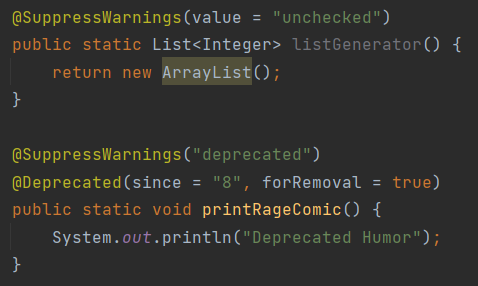 @SuppressWarnings(value = "unchecked")
public static List<Integer> listGenerator() {
    return new ArrayList();
}

@SuppressWarnings("deprecated")
@Deprecated(since = "8", forRemoval = true)
public static void printRageComic() {
    System.out.println("Deprecated Humor");
}